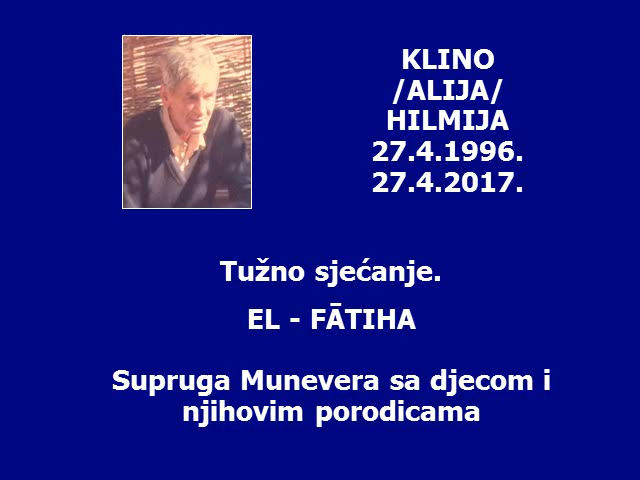 KLINO
/ALIJA/
HILMIJA
27.4.1996.
27.4.2017.
Tužno sjećanje.
EL - FĀTIHA
Supruga Munevera sa djecom i
njihovim porodicama